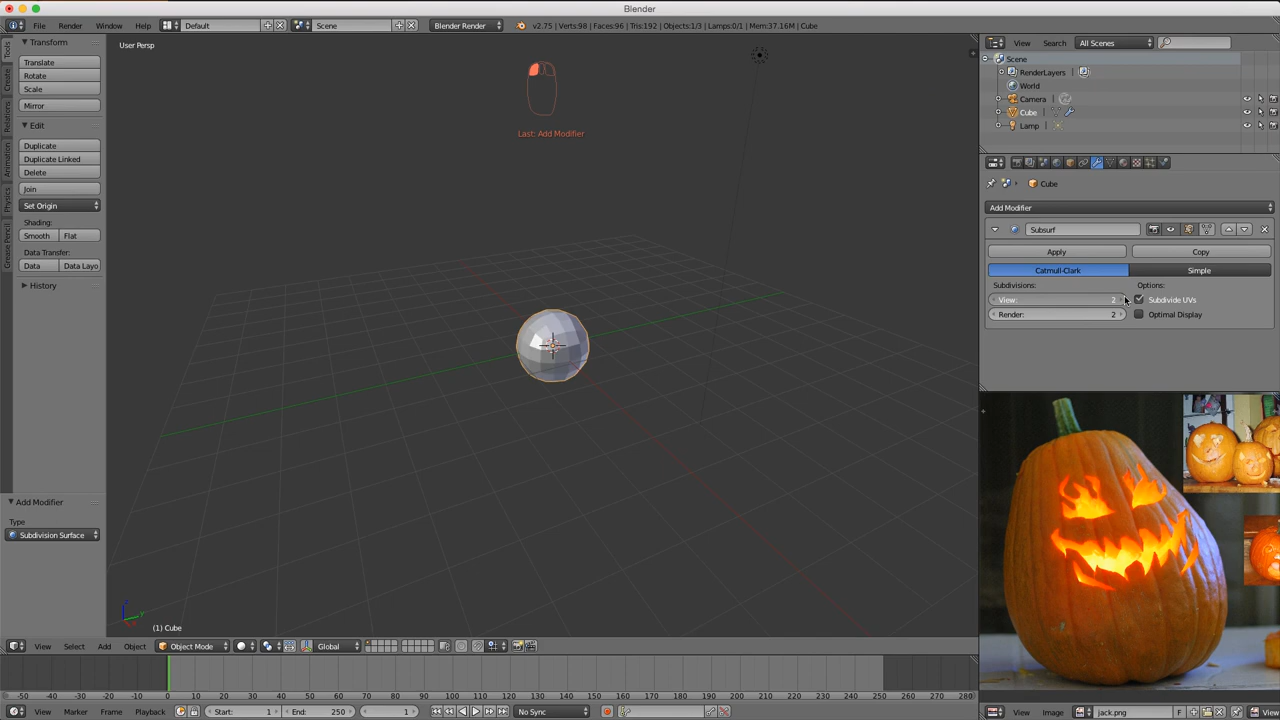 Blender
File Render Window Help Default Scene Blender Render v2.75 | Verts:98 | Faces:96 | Tris:192 | Objects:1/3 | Lamps:0/1 | Mem:37.16M | Cube
Tools
Create
Relations
Animation
Physics
Grease Pencil
Transform
Translate
Rotate
Scale
Mirror
Edit
Duplicate
Duplicate Linked
Delete
Join
Set Origin
Shading:
Smooth Flat
Data Transfer:
Data Data Layo
History
Add Modifier
Type
Subdivision Surface
User Persp
Last: Add Modifier
(1) Cube
View Select Add Object Object Mode Global
-50 -40 -30 -20 -10 0 10 20 30 40 50 60 70 80 90 100 110 120 130 140 150 160 170 180 190 200 210 220 230 240 250 260 270 280
View Marker Frame Playback Start: 1 End: 250 1 No Sync
View Search All Scenes
Scene
RenderLayers
World
Camera
Cube
Lamp
Cube
Add Modifier
Subsurf
Apply Copy
Catmull-Clark Simple
Subdivisions: Options:
View: 2 Subdivide UVs
Render: 2 Optimal Display
View Image jack.png F View